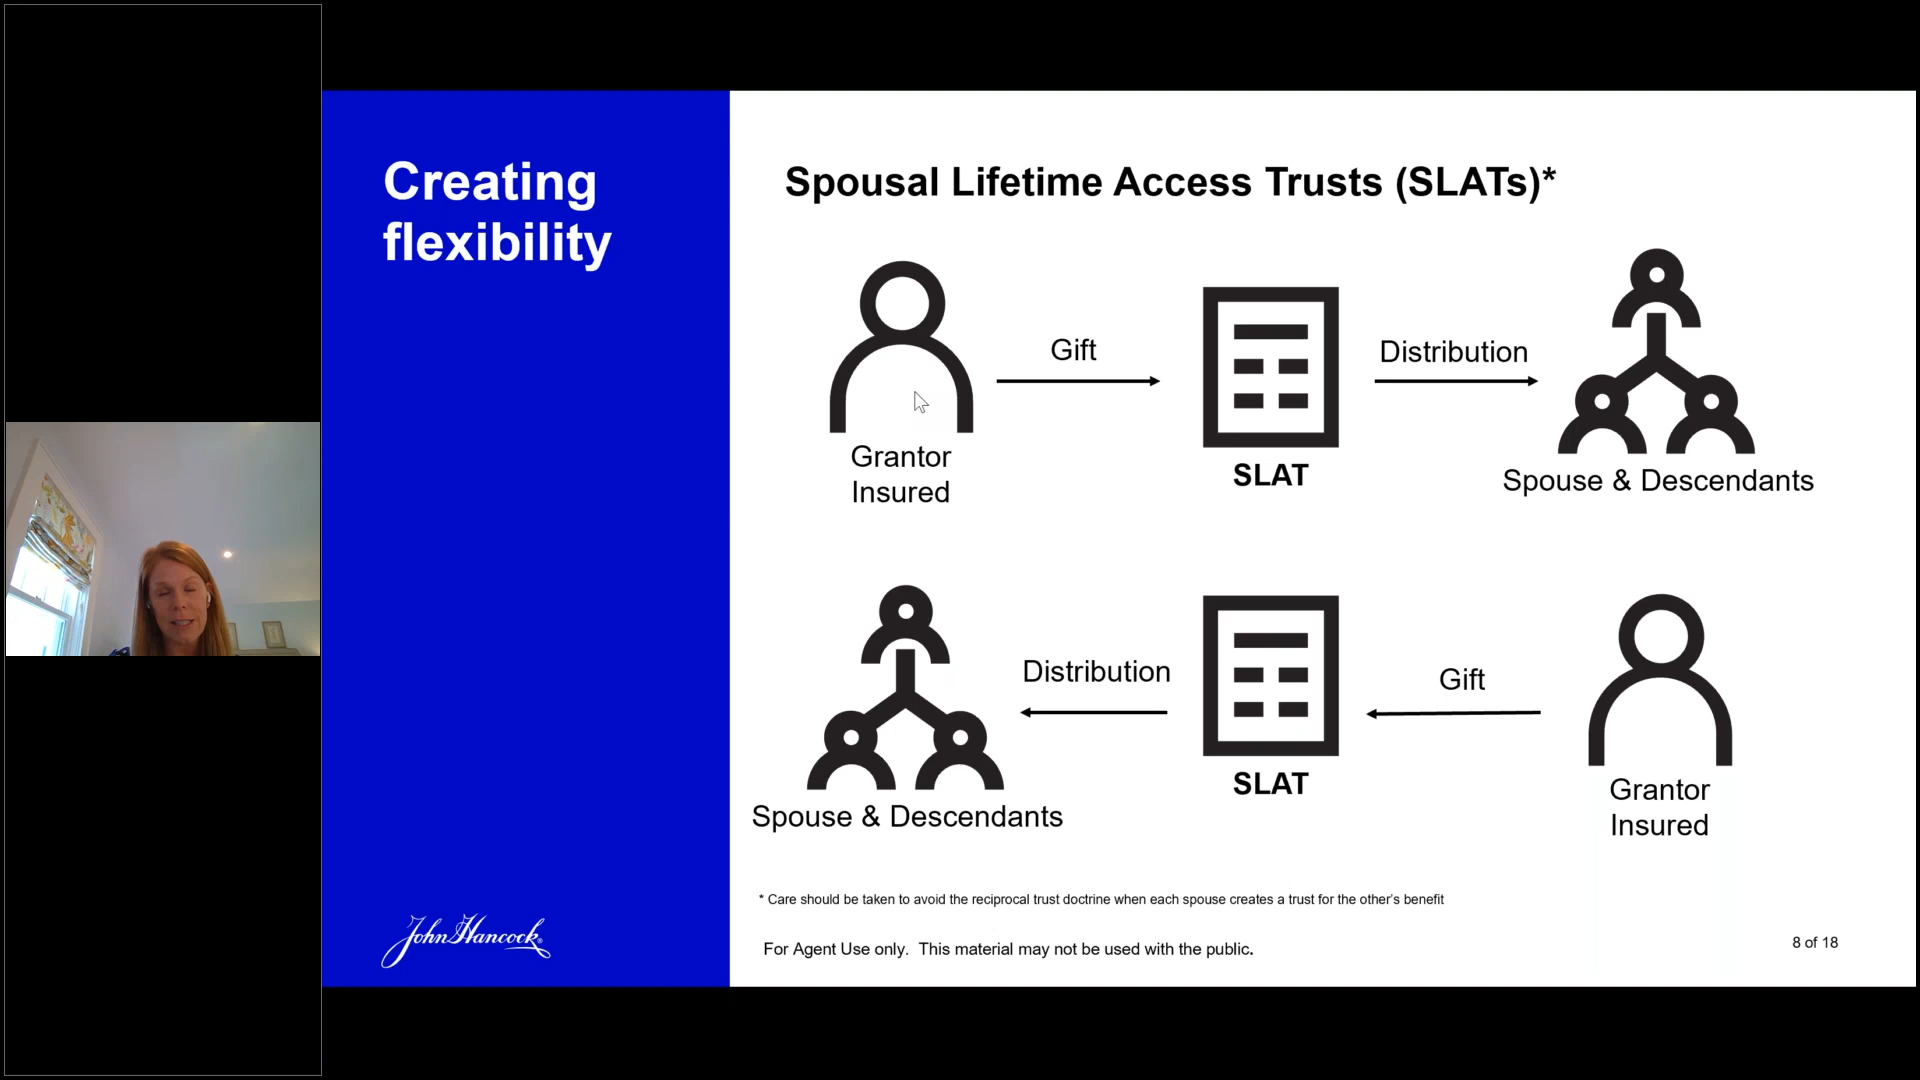 Creating
flexibility
Spousal Lifetime Access Trusts (SLATs)*
Gift
Distribution
Grantor
Insured
SLAT
Spouse & Descendants
Distribution
Gift
SLAT
Spouse & Descendants
Grantor
Insured
* Care should be taken to avoid the reciprocal trust doctrine when each spouse creates a trust for the other's benefit
John Hancock®
For Agent Use only. This material may not be used with the public.
8 of 18